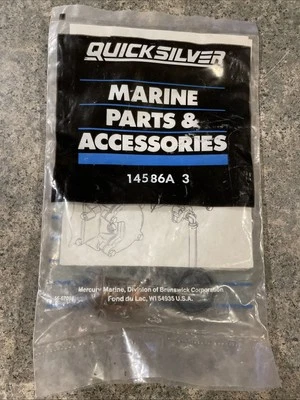 QUICKSILVER
MARINE
PARTS &
ACCESSORIES
14586A 3
Mercury Marine, Division of Brunswick Corporation
Fond du Lac, WI 54935 U.S.A.